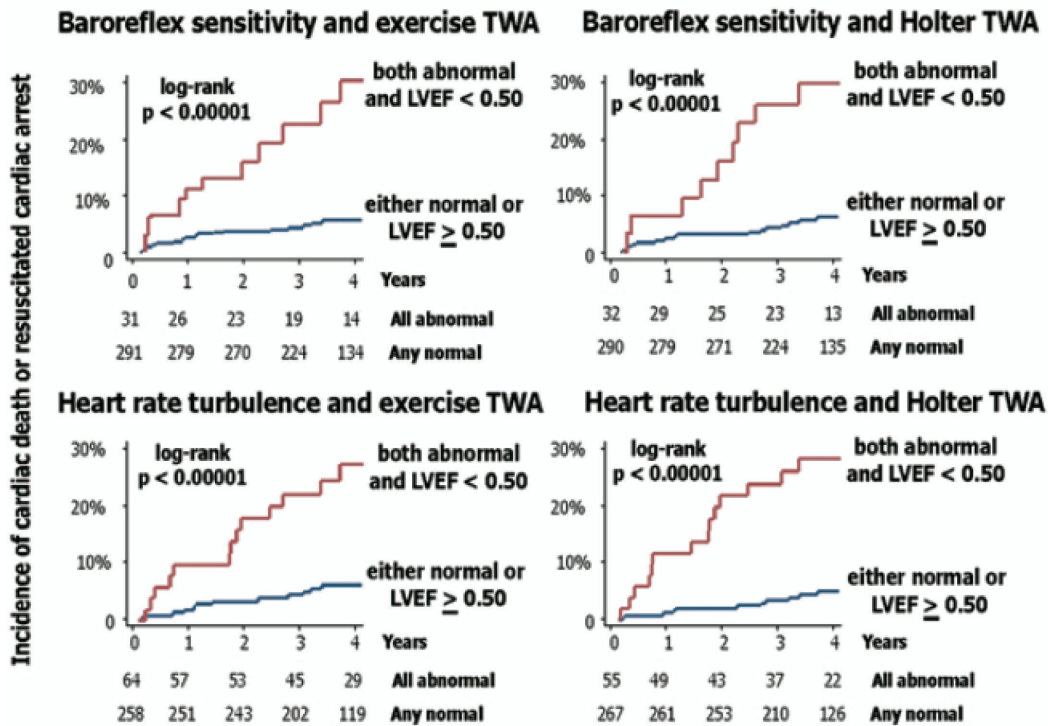 Incidence of cardiac death or resuscitated cardiac arrest
Baroreflex sensitivity and exercise TWA
30%
20%
10%
0
log-rank
p < 0.00001
both abnormal
and LVEF < 0.50
either normal or
LVEF ≥ 0.50
0 1 2 3 4 Years
31 26 23 19 14 All abnormal
291 279 270 224 134 Any normal
Baroreflex sensitivity and Holter TWA
30%
20%
10%
0
log-rank
p < 0.00001
both abnormal
and LVEF < 0.50
either normal or
LVEF ≥ 0.50
0 1 2 3 4 Years
32 29 25 23 13 All abnormal
290 279 271 224 135 Any normal
Heart rate turbulence and exercise TWA
30%
20%
10%
0
log-rank
p < 0.00001
both abnormal
and LVEF < 0.50
either normal or
LVEF ≥ 0.50
0 1 2 3 4 Years
64 57 53 45 29 All abnormal
258 251 243 202 119 Any normal
Heart rate turbulence and Holter TWA
30%
20%
10%
0
log-rank
p < 0.00001
both abnormal
and LVEF < 0.50
either normal or
LVEF ≥ 0.50
0 1 2 3 4 Years
55 49 43 37 22 All abnormal
267 261 253 210 126 Any normal